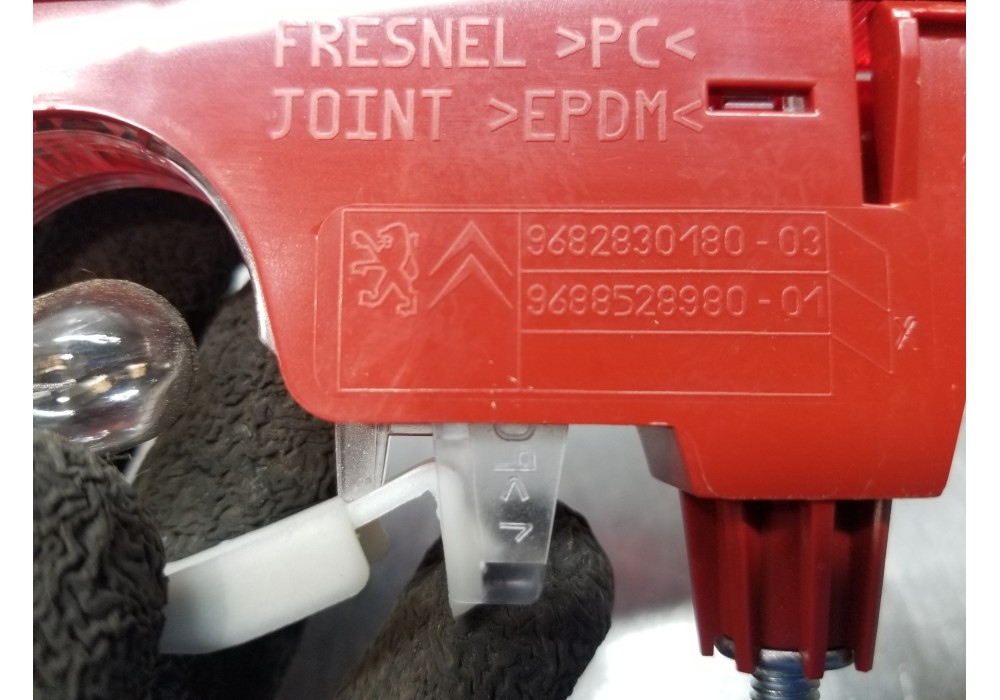 FRESNEL >PC<
JOINT >EPDM<
9682830180-03
9688528980-01